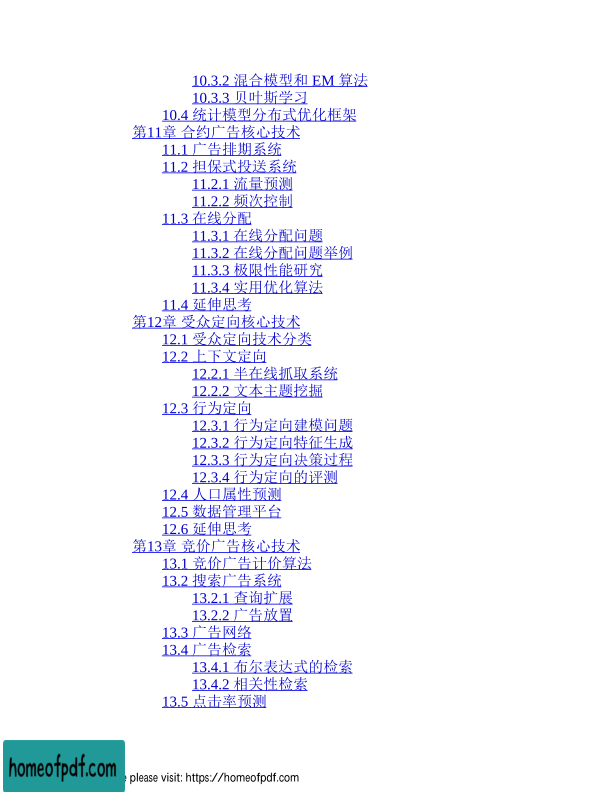 10.3.2 混合模型和 EM 算法
10.3.3 贝叶斯学习
10.4 统计模型分布式优化框架
第11章 合约广告核心技术
11.1 广告排期系统
11.2 担保式投送系统
11.2.1 流量预测
11.2.2 频次控制
11.3 在线分配
11.3.1 在线分配问题
11.3.2 在线分配问题举例
11.3.3 极限性能研究
11.3.4 实用优化算法
11.4 延伸思考
第12章 受众定向核心技术
12.1 受众定向技术分类
12.2 上下文定向
12.2.1 半在线抓取系统
12.2.2 文本主题挖掘
12.3 行为定向
12.3.1 行为定向建模问题
12.3.2 行为定向特征生成
12.3.3 行为定向决策过程
12.3.4 行为定向的评测
12.4 人口属性预测
12.5 数据管理平台
12.6 延伸思考
第13章 竞价广告核心技术
13.1 竞价广告计价算法
13.2 搜索广告系统
13.2.1 查询扩展
13.2.2 广告放置
13.3 广告网络
13.4 广告检索
13.4.1 布尔表达式的检索
13.4.2 相关性检索
13.5 点击率预测
homeofpdf.com
please visit: https://homeofpdf.com